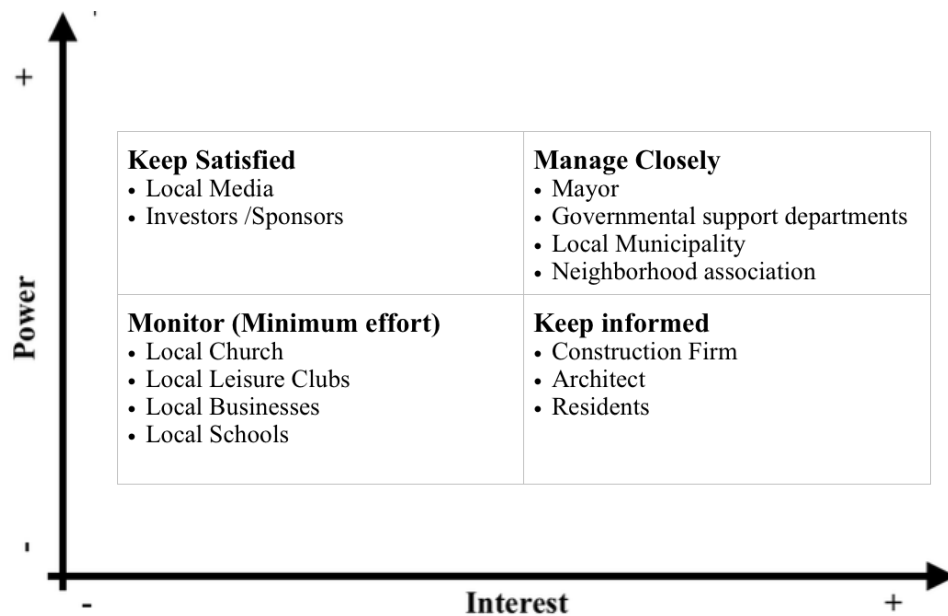 +
Keep Satisfied
• Local Media
• Investors /Sponsors
Manage Closely
• Mayor
• Governmental support departments
• Local Municipality
• Neighborhood association
Power
Monitor (Minimum effort)
• Local Church
• Local Leisure Clubs
• Local Businesses
• Local Schools
Keep informed
• Construction Firm
• Architect
• Residents
-
-
Interest
+